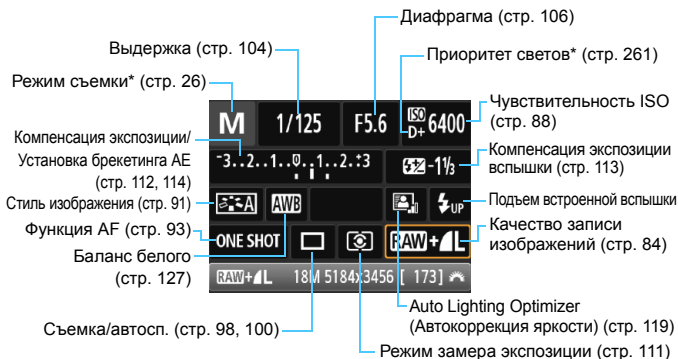 Диафрагма (стр. 106)
Выдержка (стр. 104)
Приоритет светов* (стр. 261)
Режим съемки* (стр. 26)
Чувствительность ISO
(стр. 88)
Компенсация экспозиции/
Установка брекетинга AE
(стр. 112, 114)
Компенсация экспозиции
вспышки (стр. 113)
Стиль изображения (стр. 91)
Подъем встроенной вспышки
Функция AF (стр. 93)
Качество записи
изображений (стр. 84)
Баланс белого
(стр. 127)
M 1/125 F5.6 ISO D+ 6400
-3..2..1..0..1..2.:3 -1⅓
A AWB UP
ONE SHOT RAW+L
RAW+L 18M 5184x3456 [ 173]
Auto Lighting Optimizer
(Автокоррекция яркости) (стр. 119)
Съемка/автосп. (стр. 98, 100)
Режим замера экспозиции (стр. 111)